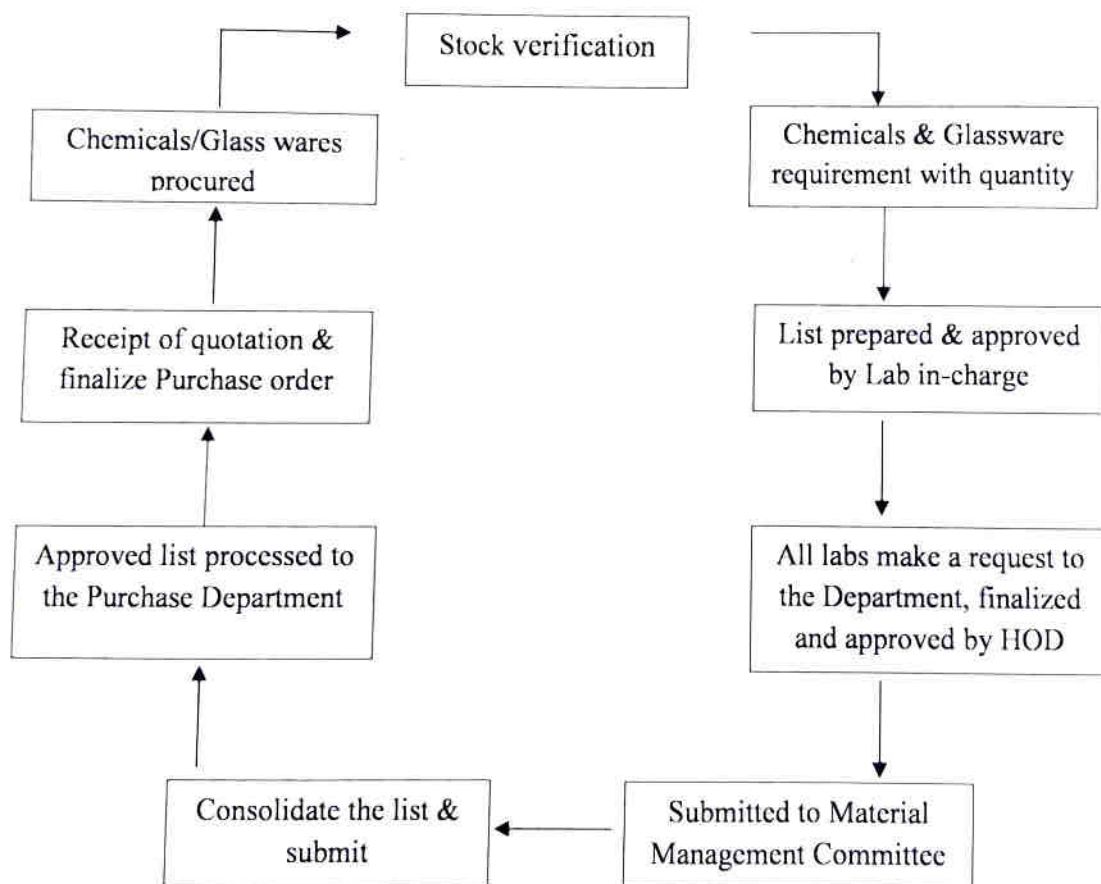 Stock verification
Chemicals & Glassware
requirement with quantity
List prepared & approved
by Lab in-charge
All labs make a request to
the Department, finalized
and approved by HOD
Submitted to Material
Management Committee
Consolidate the list &
submit
Approved list processed to
the Purchase Department
Receipt of quotation &
finalize Purchase order
Chemicals/Glass wares
procured